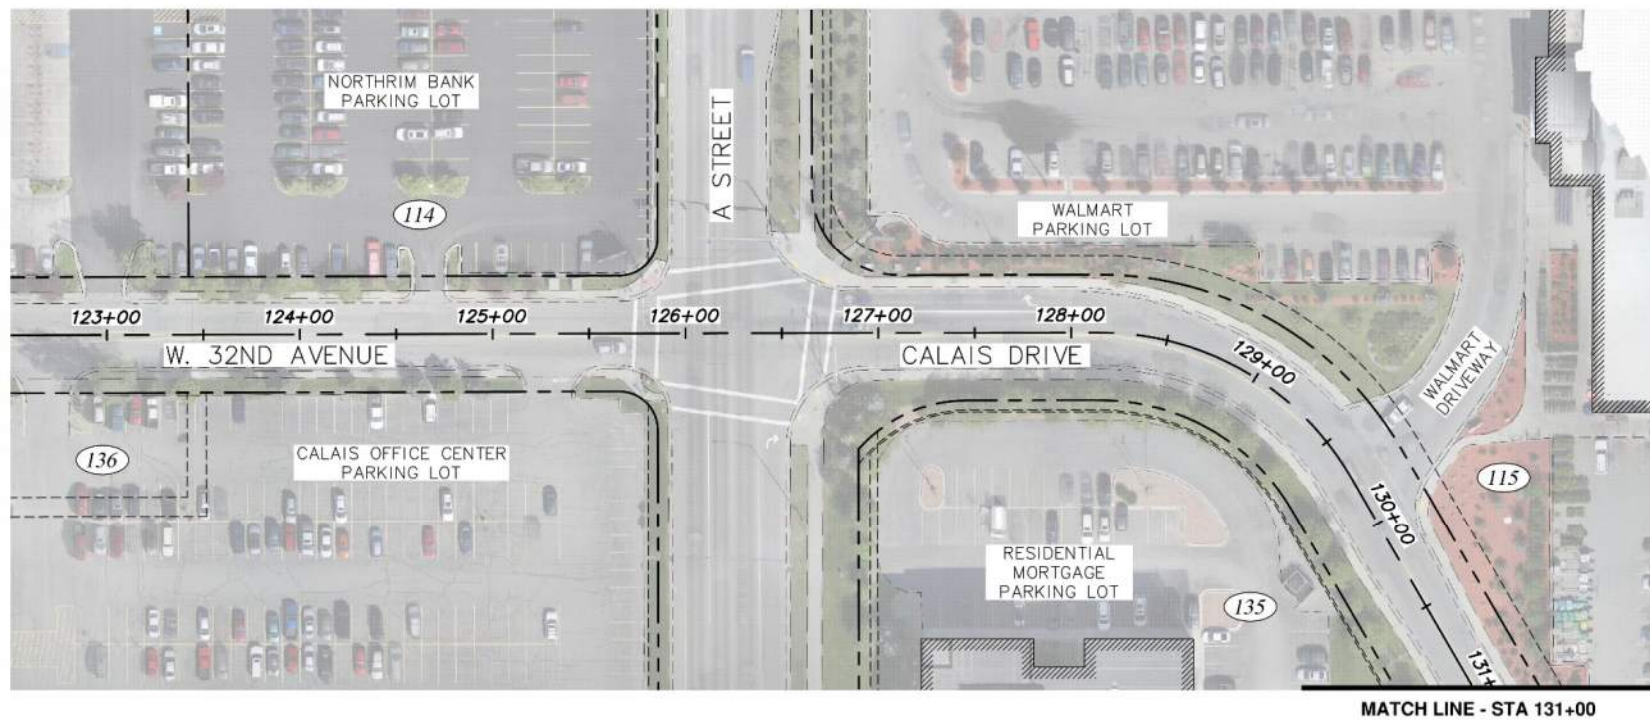 NORTHRIM BANK
PARKING LOT
A STREET
114
WALMART
PARKING LOT
123+00
124+00
125+00
126+00
127+00
128+00
W. 32ND AVENUE
CALAIS DRIVE
129+00
WALMART
DRIVEWAY
136
CALAIS OFFICE CENTER
PARKING LOT
115
130+00
RESIDENTIAL
MORTGAGE
PARKING LOT
135
131+
MATCH LINE - STA 131+00